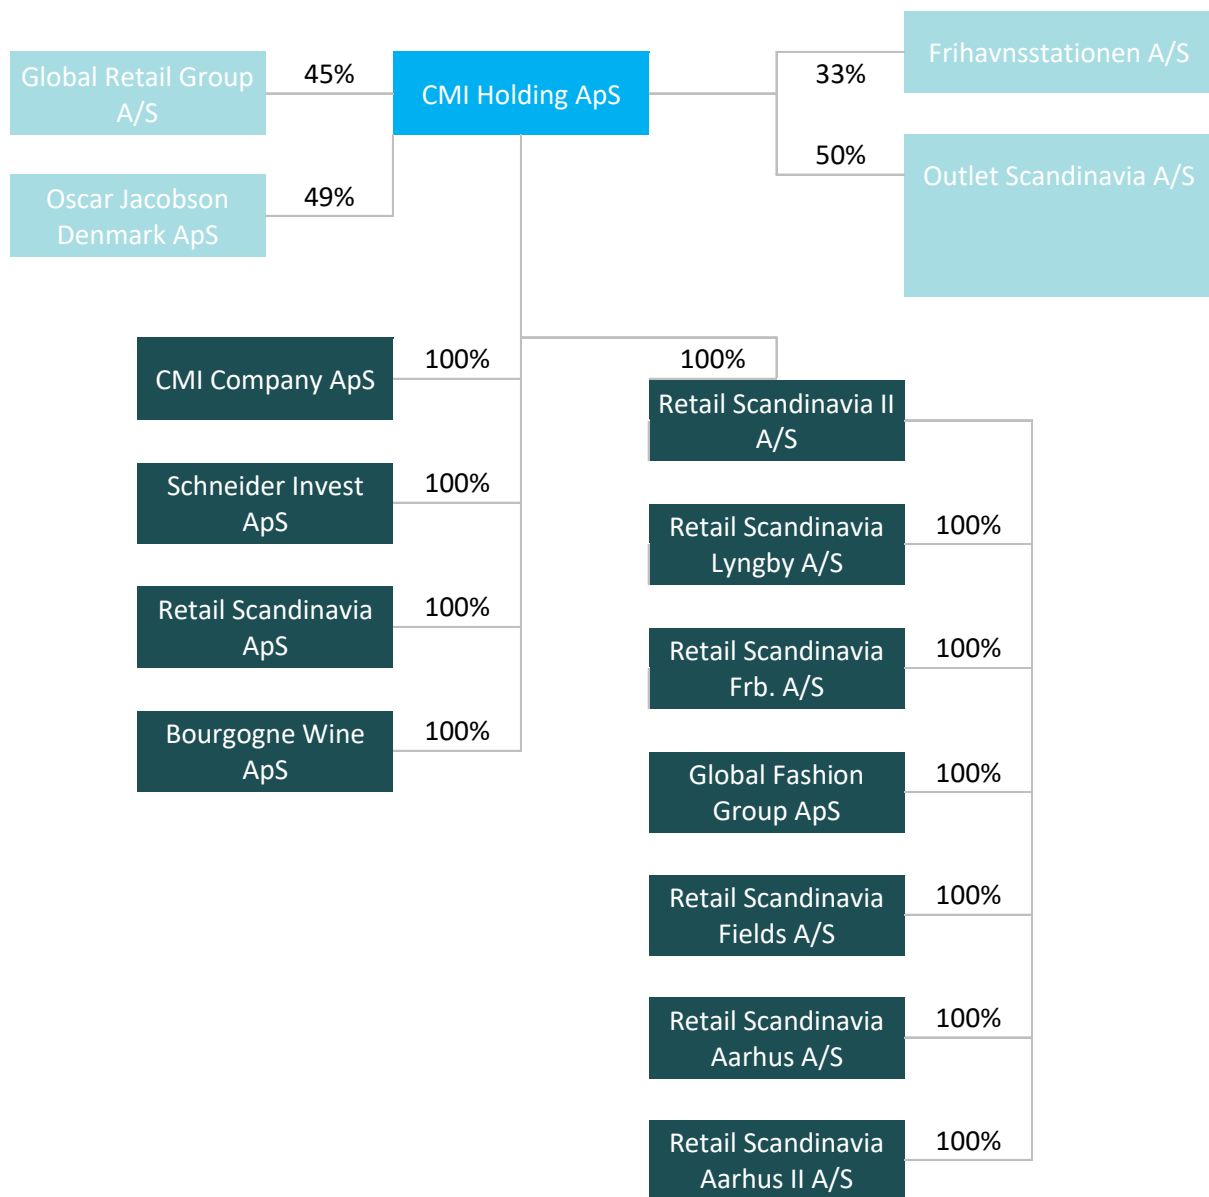 Global Retail Group
A/S
45%
CMI Holding ApS
33%
Frihavnsstationen A/S
50%
Outlet Scandinavia A/S
Oscar Jacobson
Denmark ApS
49%
CMI Company ApS
100%
Schneider Invest
ApS
100%
Retail Scandinavia
ApS
100%
Bourgogne Wine
ApS
100%
100%
Retail Scandinavia II
A/S
Retail Scandinavia
Lyngby A/S
100%
Retail Scandinavia
Frb. A/S
100%
Global Fashion
Group ApS
100%
Retail Scandinavia
Fields A/S
100%
Retail Scandinavia
Aarhus A/S
100%
Retail Scandinavia
Aarhus II A/S
100%